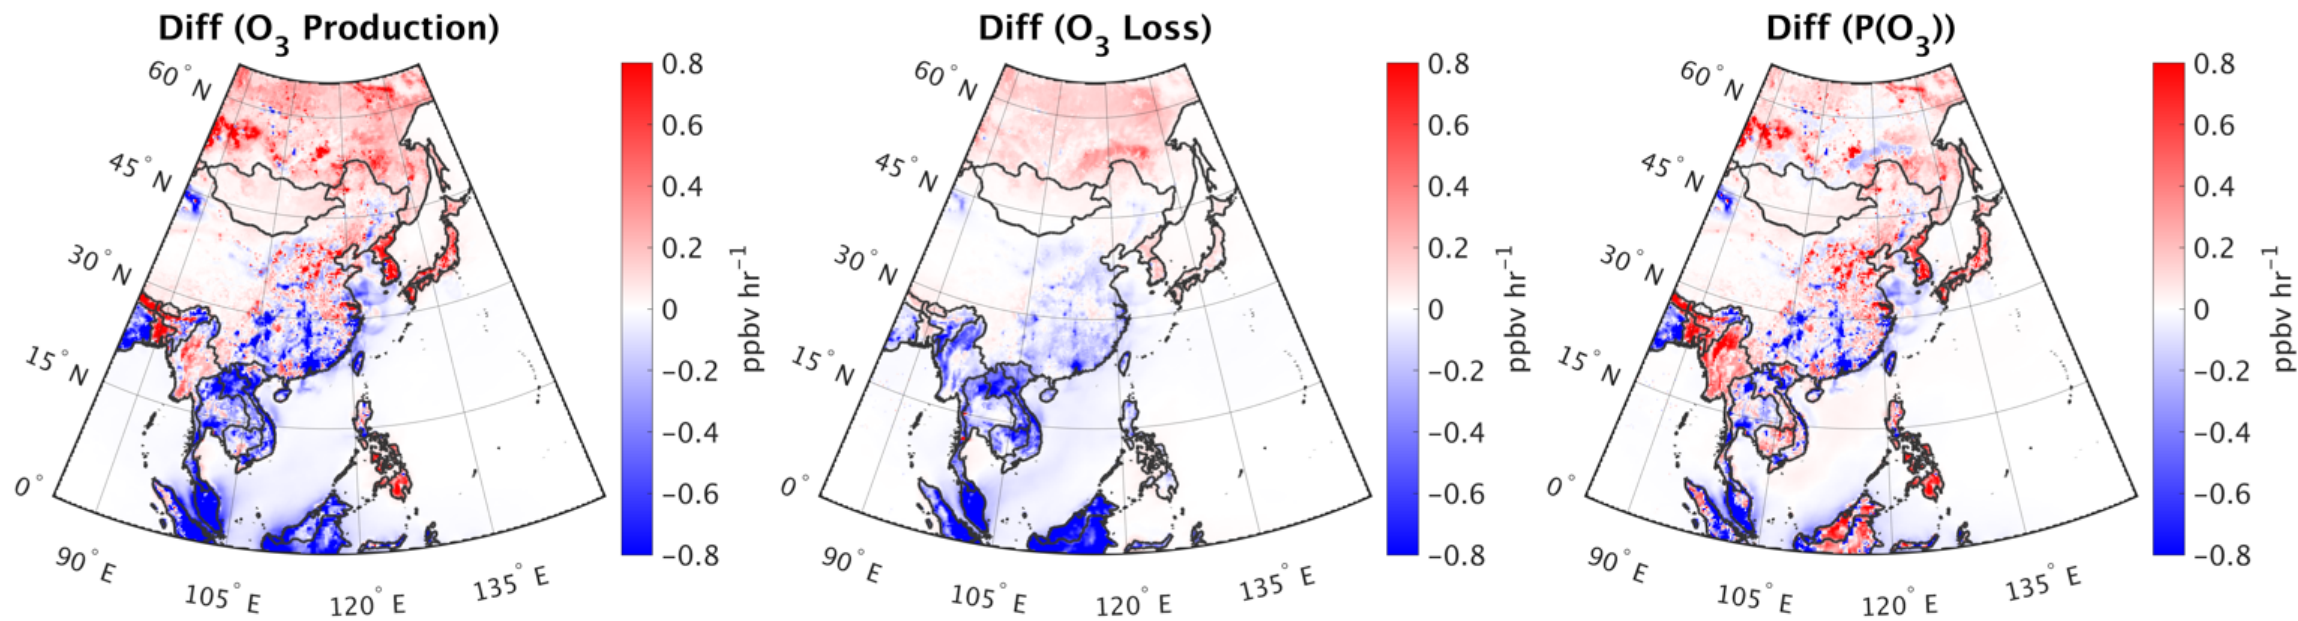 Diff (O3 Production)
60° N
45° N
30° N
15° N
0°
90° E
105° E
120° E
135° E
0.8
0.6
0.4
0.2
0
−0.2
−0.4
−0.6
−0.8
ppbv hr−1
Diff (O3 Loss)
60° N
45° N
30° N
15° N
0°
90° E
105° E
120° E
135° E
0.8
0.6
0.4
0.2
0
−0.2
−0.4
−0.6
−0.8
ppbv hr−1
Diff (P(O3))
60° N
45° N
30° N
15° N
0°
90° E
105° E
120° E
135° E
0.8
0.6
0.4
0.2
0
−0.2
−0.4
−0.6
−0.8
ppbv hr−1